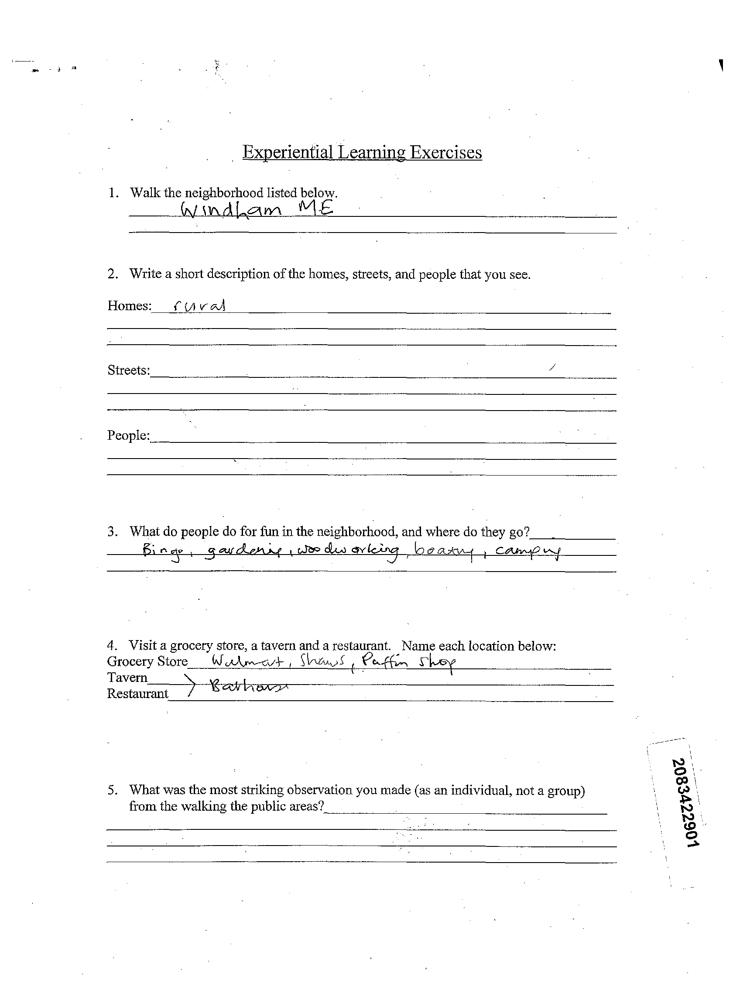 Experiential Learning Exercises
1. Walk the neighborhood listed below.
Windham ME
2. Write a short description of the homes, streets, and people that you see.
Homes: rural
Streets:
People:
3. What do people do for fun in the neighborhood, and where do they go?
Bingo, gardening, woodworking, boating, camping
4. Visit a grocery store, a tavern and a restaurant. Name each location below:
Grocery Store Walmart, Shaws, Puffin Shop
Tavern
Restaurant
5. What was the most striking observation you made (as an individual, not a group)
from the walking the public areas?
2083422901